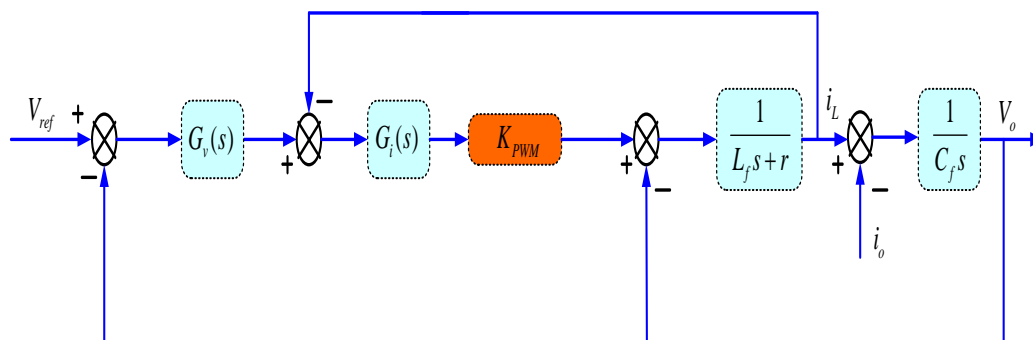 V_ref
+
−
G_v(s)
−
+
G_i(s)
K_PWM
+
−
1
L_f s + r
i_L
+
−
i_o
1
C_f s
V_o